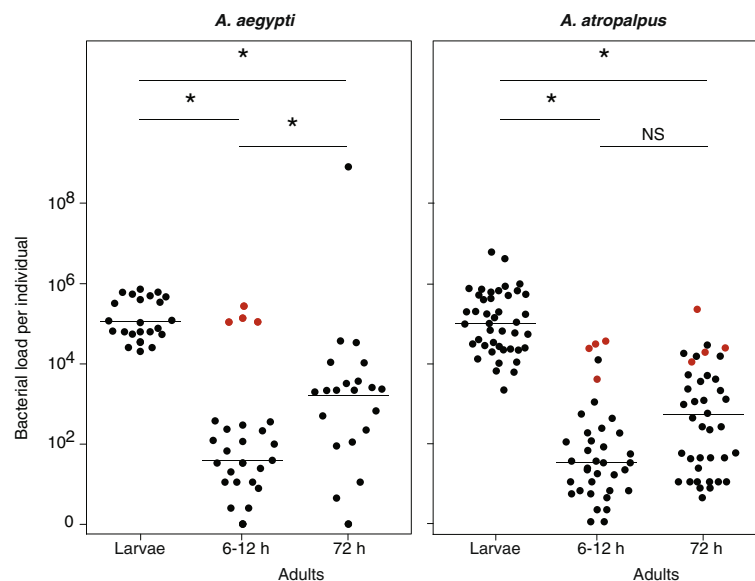 A. aegypti
A. atropalpus
* *
* *
* NS
10^8
10^6
10^4
10^2
0
Bacterial load per individual
Larvae 6-12 h 72 h
Adults
Larvae 6-12 h 72 h
Adults